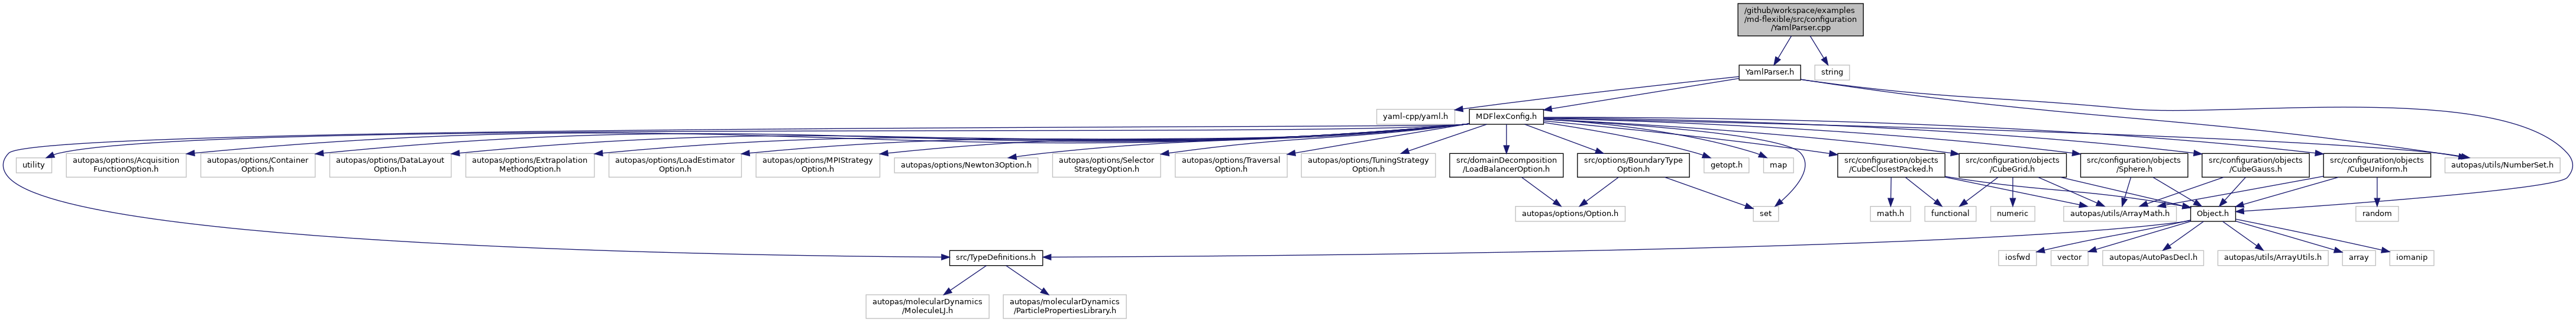 /github/workspace/examples
/md-flexible/src/configuration
/YamlParser.cpp
YamlParser.h
string
yaml-cpp/yaml.h
MDFlexConfig.h
utility
autopas/options/Acquisition
FunctionOption.h
autopas/options/Container
Option.h
autopas/options/DataLayout
Option.h
autopas/options/Extrapolation
MethodOption.h
autopas/options/LoadEstimator
Option.h
autopas/options/MPIStrategy
Option.h
autopas/options/Newton3Option.h
autopas/options/Selector
StrategyOption.h
autopas/options/Traversal
Option.h
autopas/options/TuningStrategy
Option.h
src/domainDecomposition
/LoadBalancerOption.h
src/options/BoundaryType
Option.h
getopt.h
map
src/configuration/objects
/CubeClosestPacked.h
src/configuration/objects
/CubeGrid.h
src/configuration/objects
/Sphere.h
src/configuration/objects
/CubeGauss.h
src/configuration/objects
/CubeUniform.h
autopas/utils/NumberSet.h
autopas/options/Option.h
set
math.h
functional
numeric
autopas/utils/ArrayMath.h
Object.h
random
src/TypeDefinitions.h
iosfwd
vector
autopas/AutoPasDecl.h
autopas/utils/ArrayUtils.h
array
iomanip
autopas/molecularDynamics
/MoleculeLJ.h
autopas/molecularDynamics
/ParticlePropertiesLibrary.h